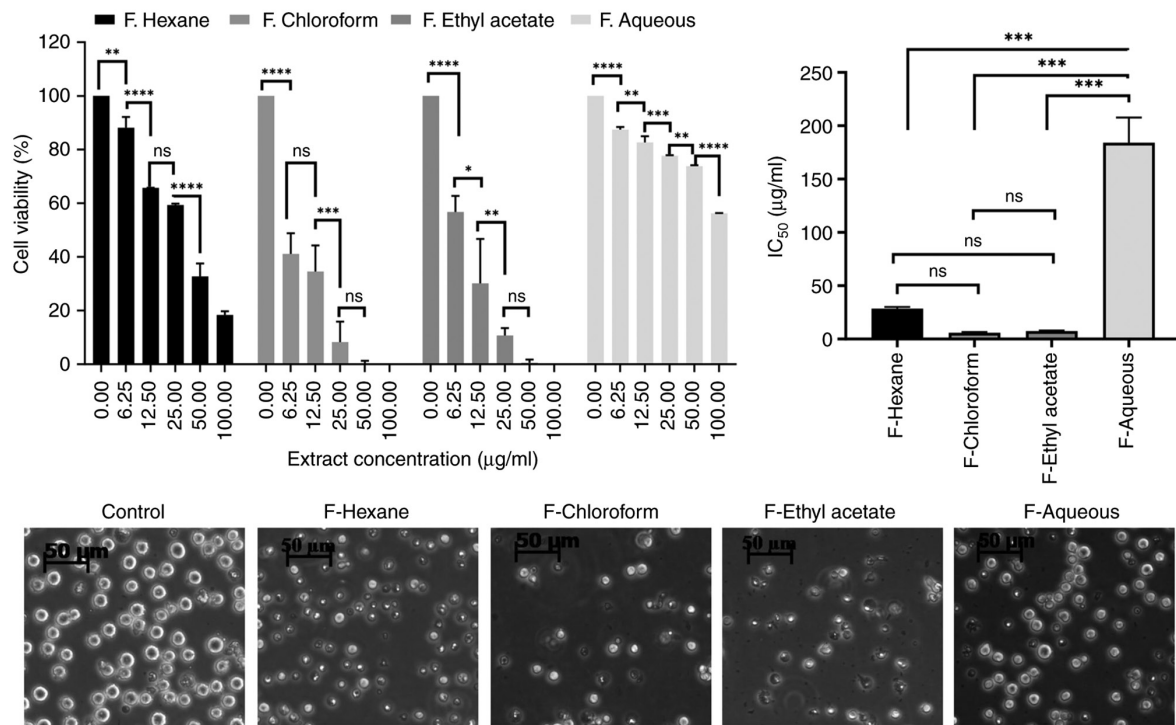 F. Hexane F. Chloroform F. Ethyl acetate F. Aqueous
Cell viability (%)
120
100
80
60
40
20
0
** **** ns ****
**** ns *** ns
**** * ** ns
**** ** *** ** ****
0.00 6.25 12.50 25.00 50.00 100.00
0.00 6.25 12.50 25.00 50.00 100.00
0.00 6.25 12.50 25.00 50.00 100.00
0.00 6.25 12.50 25.00 50.00 100.00
Extract concentration (μg/ml)
IC50 (μg/ml)
250
200
150
100
50
0
***
***
***
ns
ns
ns
F-Hexane
F-Chloroform
F-Ethyl acetate
F-Aqueous
Control F-Hexane F-Chloroform F-Ethyl acetate F-Aqueous
50 μm 50 μm 50 μm 50 μm 50 μm